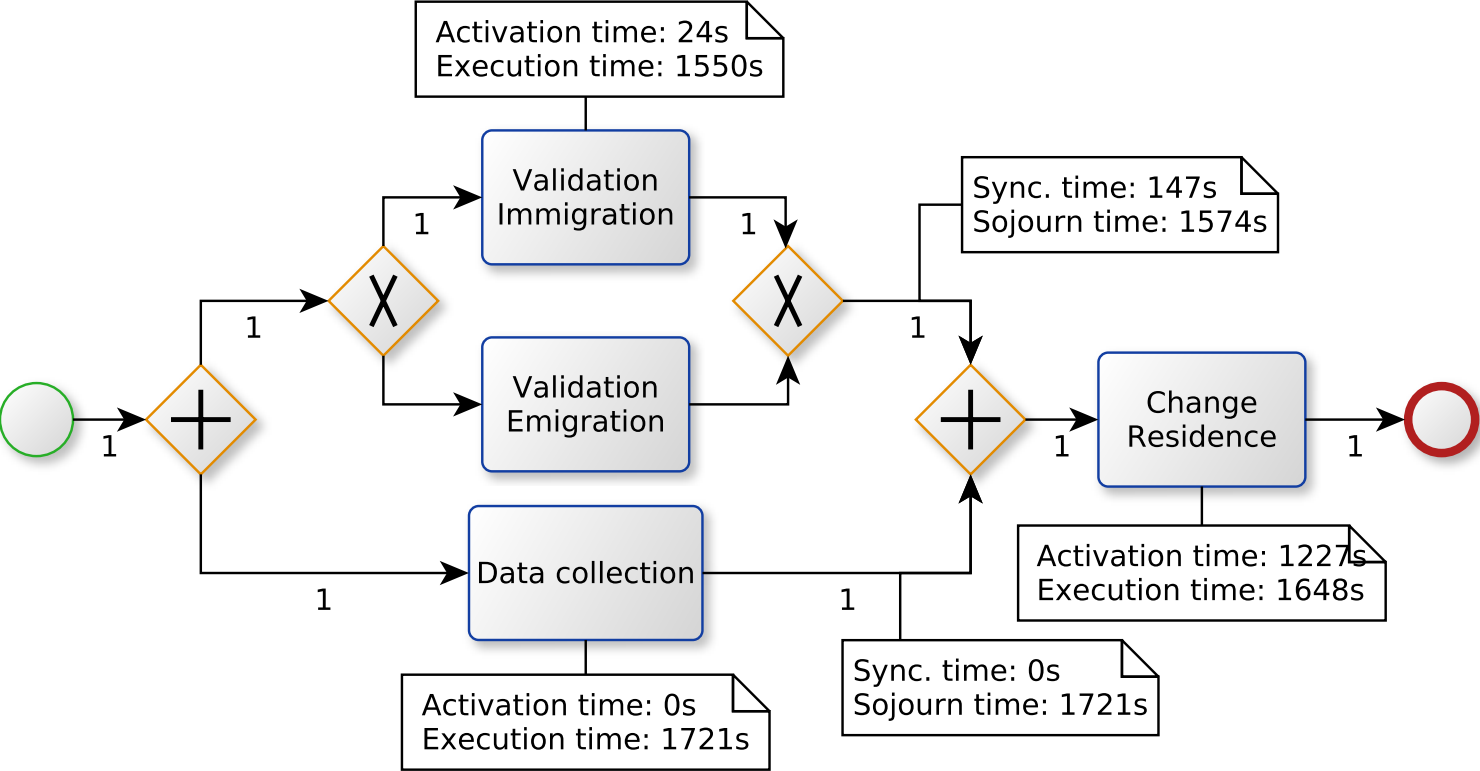 Activation time: 24s
Execution time: 1550s
Validation
Immigration
1
1
Sync. time: 147s
Sojourn time: 1574s
1
1
Validation
Emigration
1
Change
Residence
1
1
Data collection
1
1
Activation time: 1227s
Execution time: 1648s
Sync. time: 0s
Sojourn time: 1721s
Activation time: 0s
Execution time: 1721s